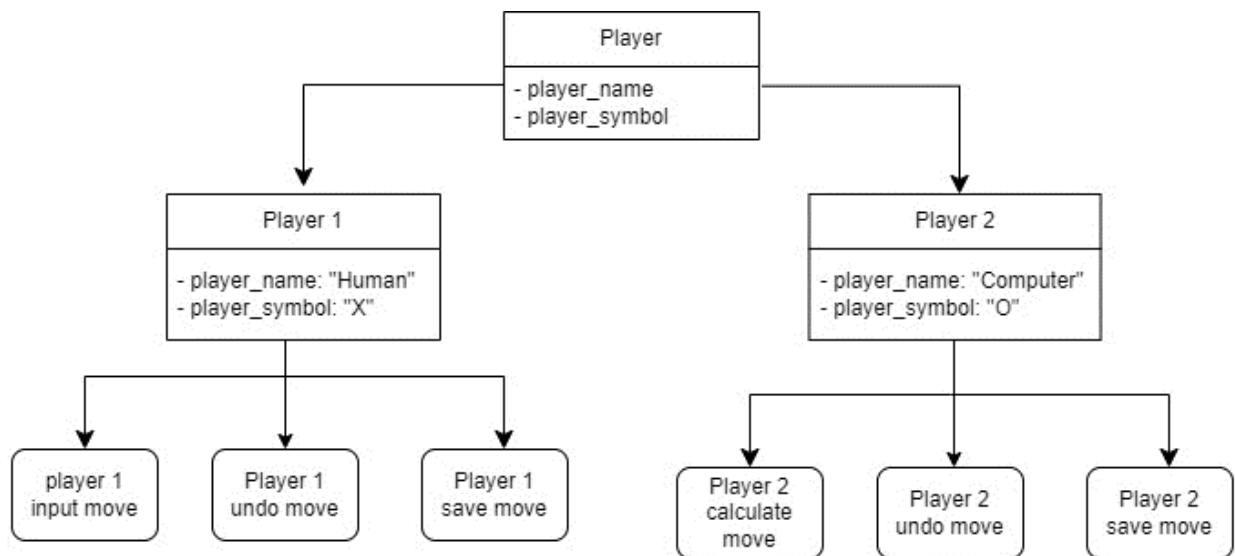 Player
- player_name
- player_symbol
Player 1
- player_name: "Human"
- player_symbol: "X"
Player 2
- player_name: "Computer"
- player_symbol: "O"
player 1
input move
Player 1
undo move
Player 1
save move
Player 2
calculate
move
Player 2
undo move
Player 2
save move